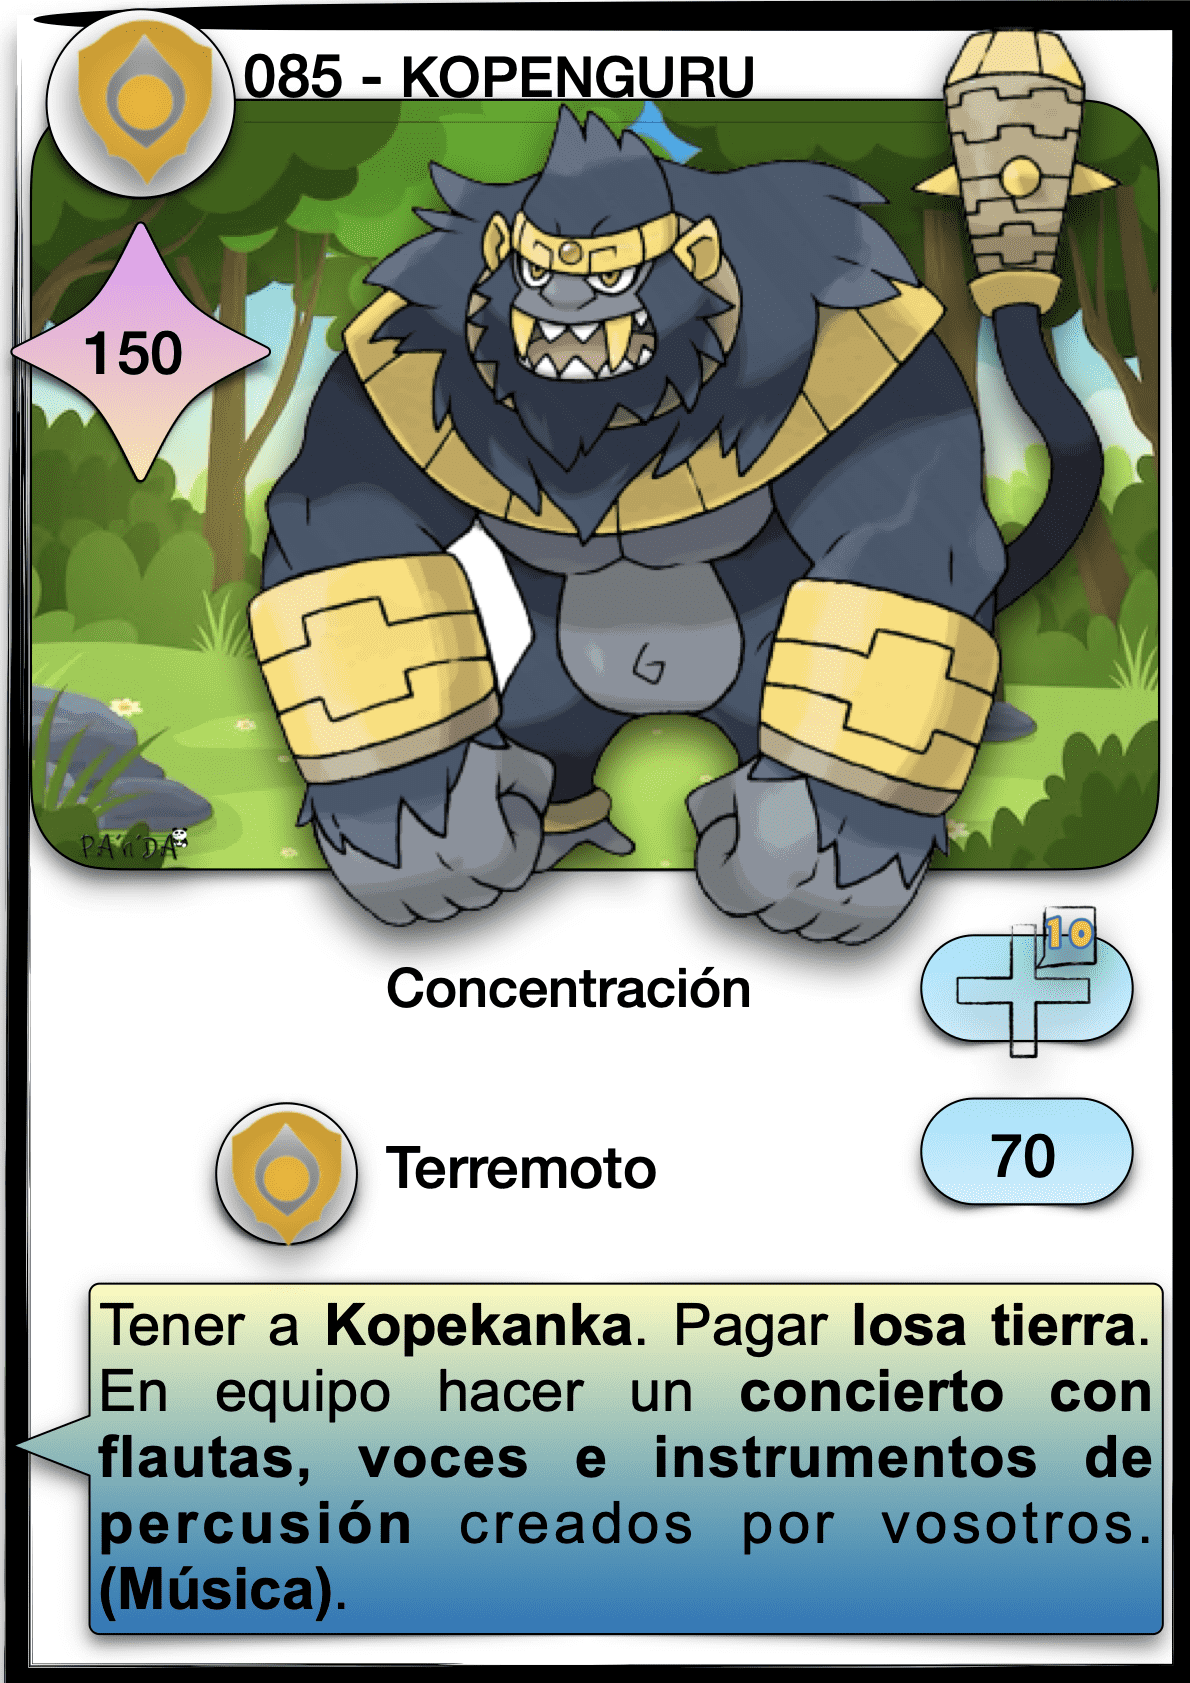 085 - KOPENGURU
150
PA'n'DA
Concentración
10
Terremoto
70
Tener a Kopekanka. Pagar losa tierra.
En equipo hacer un concierto con
flautas, voces e instrumentos de
percusión creados por vosotros.
(Música).